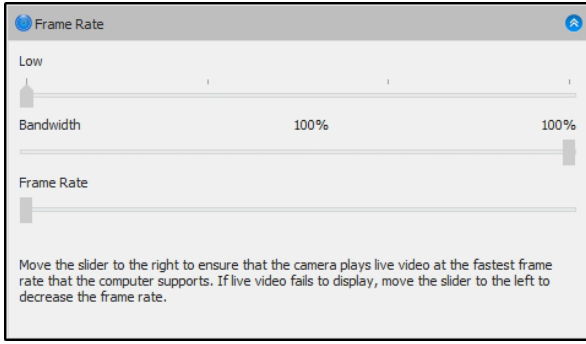 Frame Rate
Low
Bandwidth 100% 100%
Frame Rate
Move the slider to the right to ensure that the camera plays live video at the fastest frame
rate that the computer supports. If live video fails to display, move the slider to the left to
decrease the frame rate.